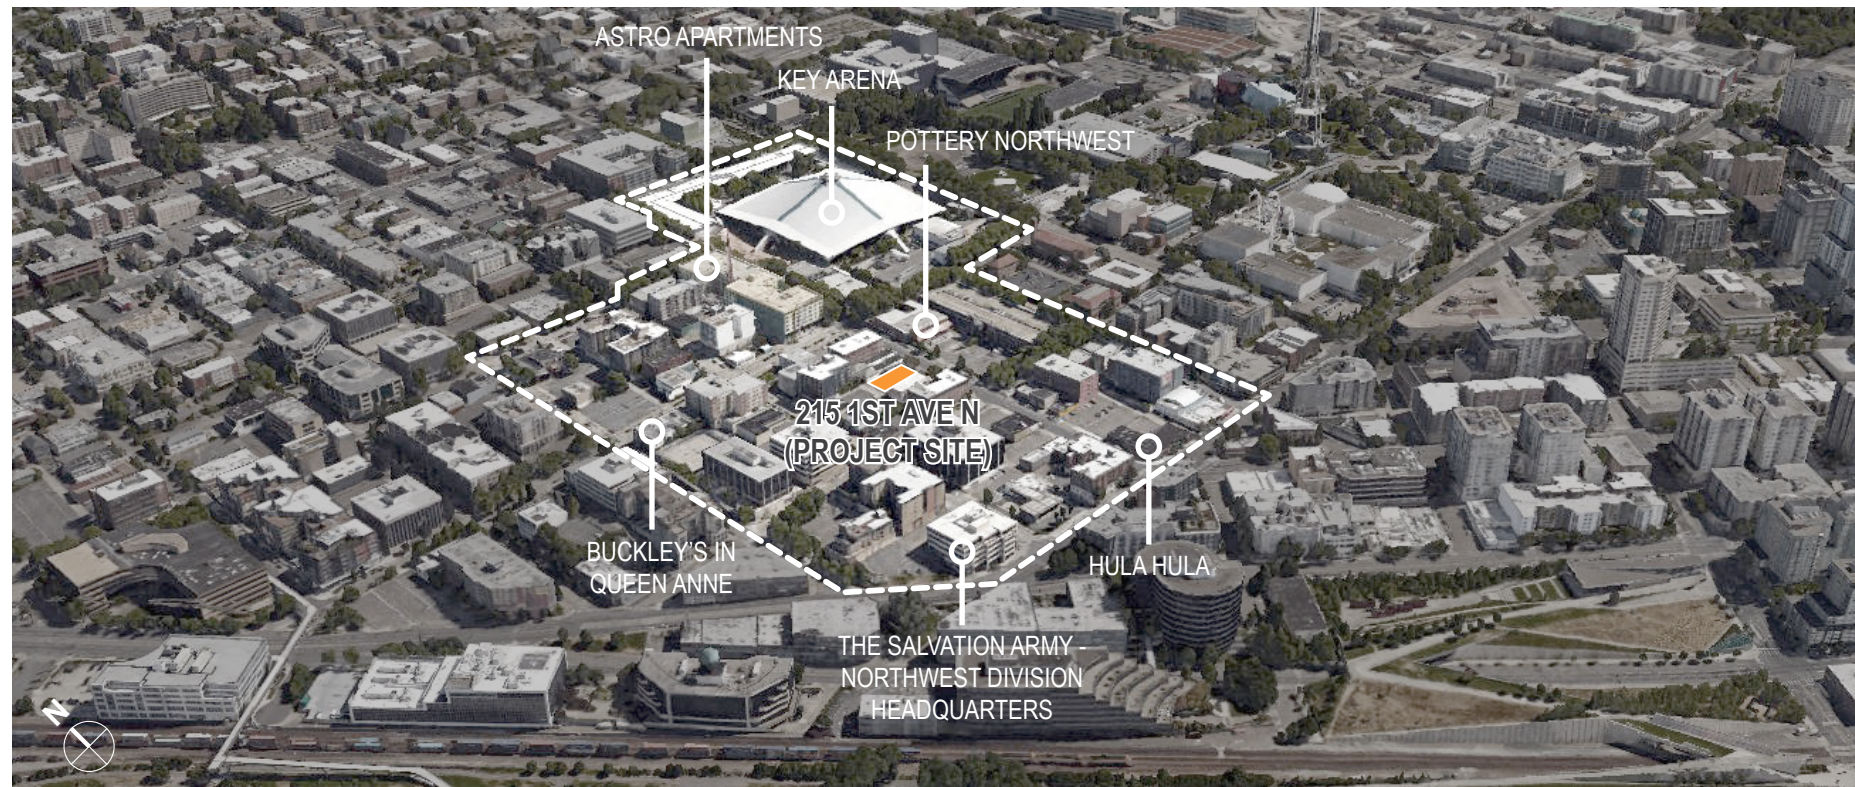 ASTRO APARTMENTS
KEY ARENA
POTTERY NORTHWEST
215 1ST AVE N
(PROJECT SITE)
BUCKLEY'S IN
QUEEN ANNE
HULA HULA
THE SALVATION ARMY -
NORTHWEST DIVISION
HEADQUARTERS
N